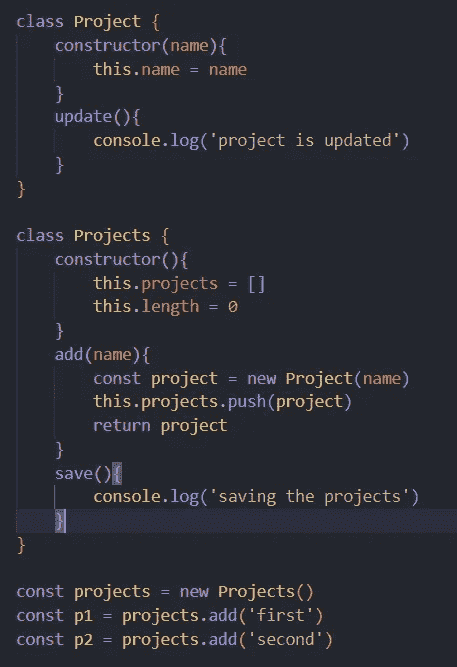 class Project {
    constructor(name){
        this.name = name
    }
    update(){
        console.log('project is updated')
    }
}

class Projects {
    constructor(){
        this.projects = []
        this.length = 0
    }
    add(name){
        const project = new Project(name)
        this.projects.push(project)
        return project
    }
    save(){
        console.log('saving the projects')
    }
}

const projects = new Projects()
const p1 = projects.add('first')
const p2 = projects.add('second')